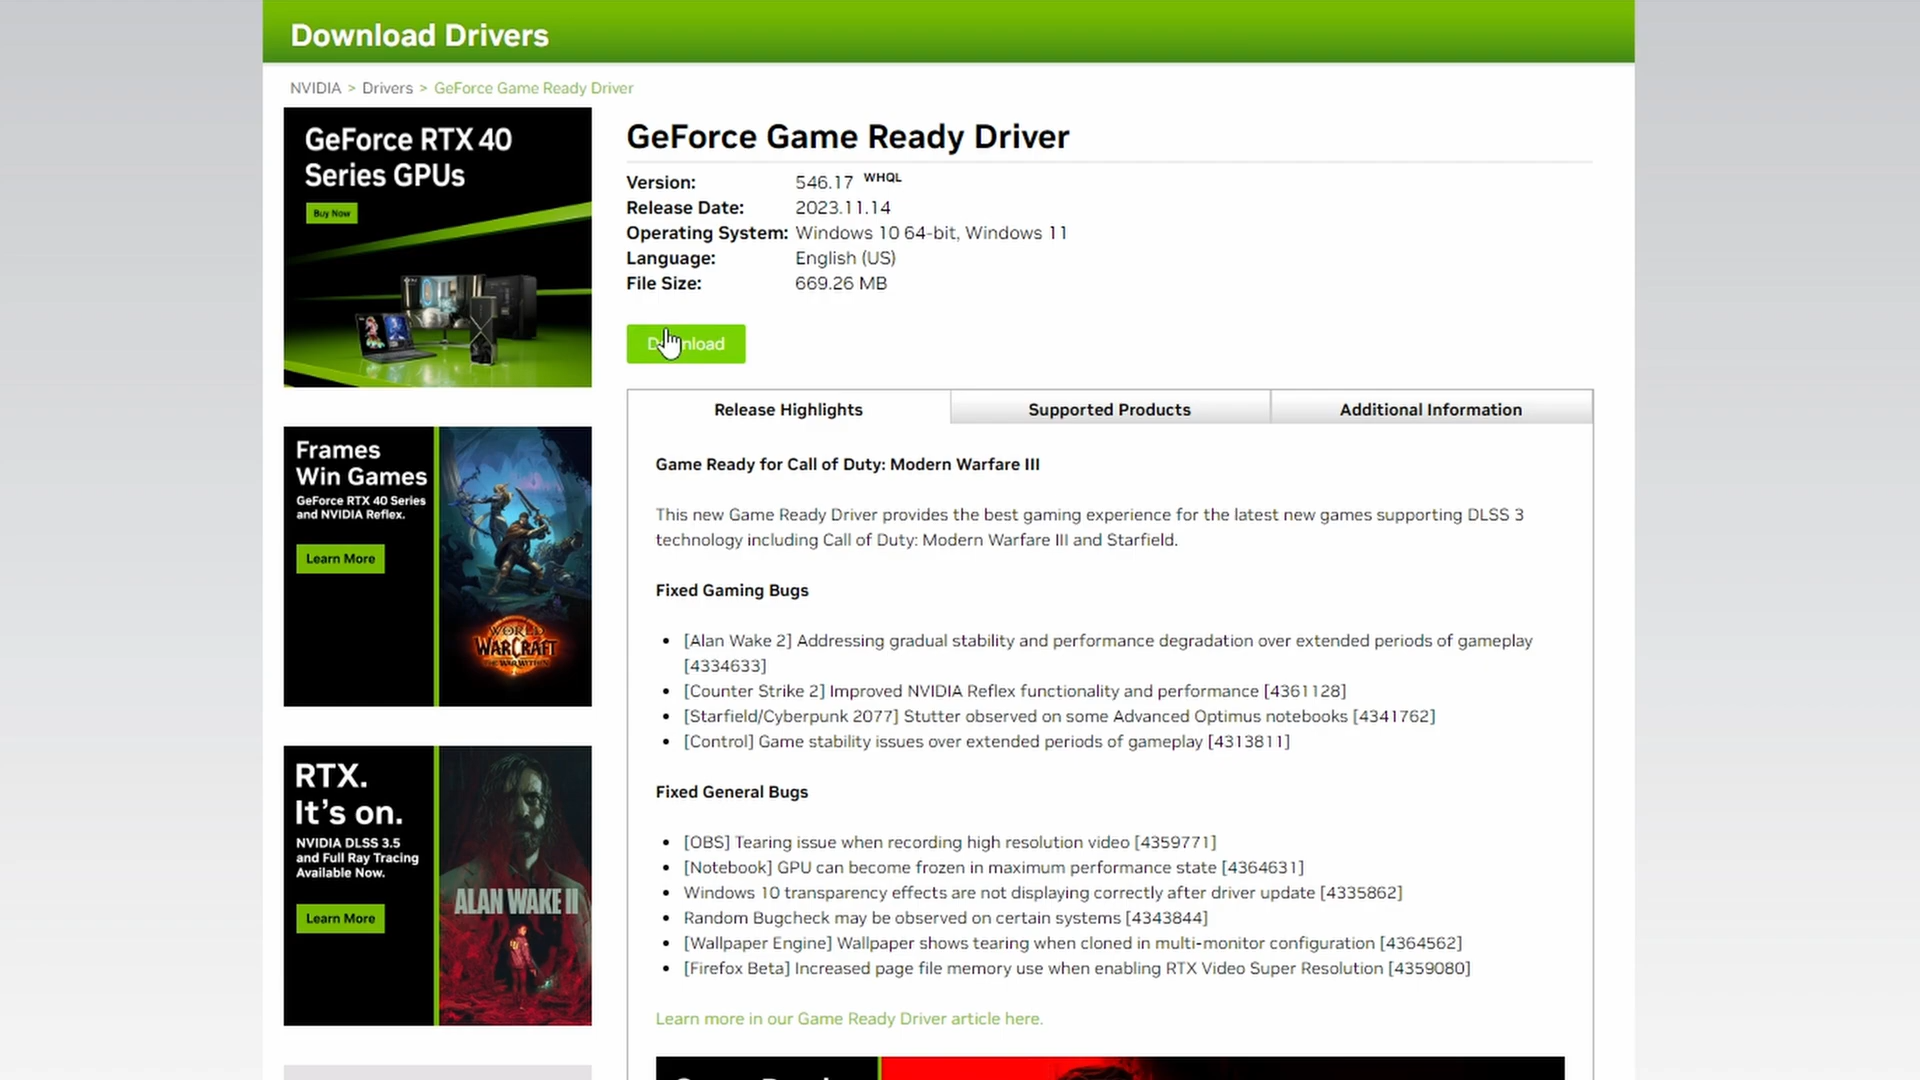 Download Drivers
NVIDIA > Drivers > GeForce Game Ready Driver
GeForce RTX 40
Series GPUs
Buy Now
GeForce Game Ready Driver
Version: 546.17 WHQL
Release Date: 2023.11.14
Operating System: Windows 10 64-bit, Windows 11
Language: English (US)
File Size: 669.26 MB
Download
Release Highlights
Supported Products
Additional Information
Frames
Win Games
GeForce RTX 40 Series
and NVIDIA Reflex.
Learn More
WORLD
WARCRAFT
THE WAR WITHIN
Game Ready for Call of Duty: Modern Warfare III
This new Game Ready Driver provides the best gaming experience for the latest new games supporting DLSS 3
technology including Call of Duty: Modern Warfare III and Starfield.
Fixed Gaming Bugs
• [Alan Wake 2] Addressing gradual stability and performance degradation over extended periods of gameplay
[4334633]
• [Counter Strike 2] Improved NVIDIA Reflex functionality and performance [4361128]
• [Starfield/Cyberpunk 2077] Stutter observed on some Advanced Optimus notebooks [4341762]
• [Control] Game stability issues over extended periods of gameplay [4313811]
RTX.
It's on.
NVIDIA DLSS 3.5
and Full Ray Tracing
Available Now.
Learn More
ALAN WAKE II
Fixed General Bugs
• [OBS] Tearing issue when recording high resolution video [4359771]
• [Notebook] GPU can become frozen in maximum performance state [4364631]
• Windows 10 transparency effects are not displaying correctly after driver update [4335862]
• Random Bugcheck may be observed on certain systems [4343844]
• [Wallpaper Engine] Wallpaper shows tearing when cloned in multi-monitor configuration [4364562]
• [Firefox Beta] Increased page file memory use when enabling RTX Video Super Resolution [4359080]
Learn more in our Game Ready Driver article here.